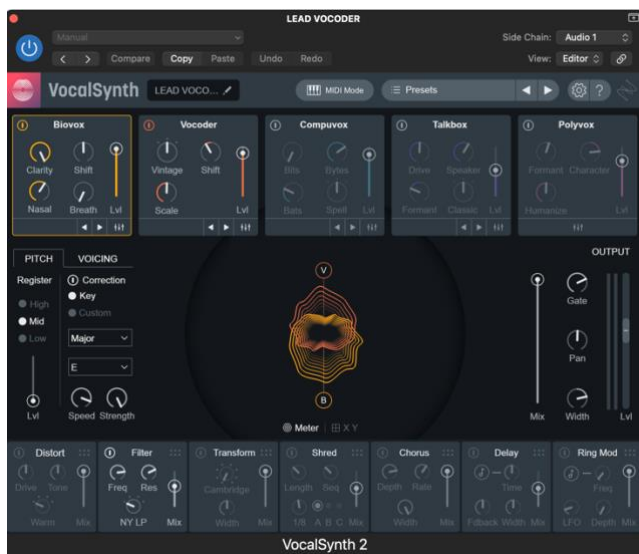 LEAD VOCODER
Manual
Side Chain: Audio 1
Compare Copy Paste Undo Redo
View: Editor
VocalSynth LEAD VOCO... MIDI Mode Presets ?
Biovox Vocoder Compuvox Talkbox Polyvox
Clarity Shift Vintage Shift Bits Bytes Drive Speaker Formant Character
Nasal Breath Lvl Scale Lvl Bats Spell Lvl Formant Classic Lvl Humanize Lvl
PITCH VOICING OUTPUT
Register Correction
High Key
Mid Custom
Low Major
E
Lvl Speed Strength
V
B
Meter X Y
Gate
Pan
Mix Width Lvl
Distort Filter Transform Shred Chorus Delay Ring Mod
Drive Tone Freq Res Cambridge Length Seq Depth Rate Time Freq
Warm Mix NY LP Mix Width Mix 1/8 A B C Mix Width Mix Fdback Width Mix LFO Depth Mix
VocalSynth 2